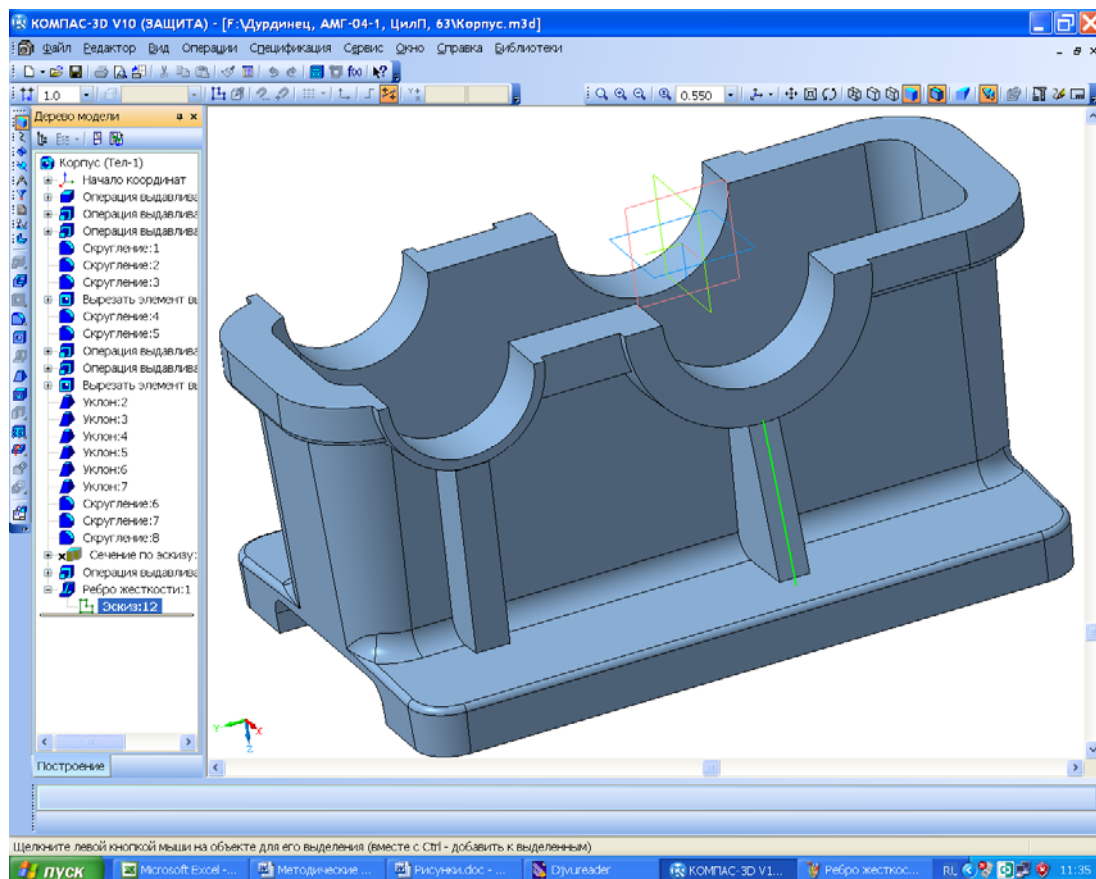 КОМПАС-3D V10 (ЗАЩИТА) - [F:\Дурдинец, АМГ-04-1, ЦилП, 63\Корпус.m3d]
Файл Редактор Вид Операции Спецификация Сервис Окно Справка Библиотеки
1.0 0.550
Дерево модели
Корпус (Тел-1)
Начало координат
Операция выдавлива
Операция выдавлива
Операция выдавлива
Скругление:1
Скругление:2
Скругление:3
Вырезать элемент вы
Скругление:4
Скругление:5
Операция выдавлива
Операция выдавлива
Вырезать элемент вы
Уклон:2
Уклон:3
Уклон:4
Уклон:5
Уклон:6
Уклон:7
Скругление:6
Скругление:7
Скругление:8
Сечение по эскизу:
Операция выдавлива
Ребро жесткости:1
Эскиз:12
Y X
Z
Построение
Щелкните левой кнопкой мыши на объекте для его выделения (вместе с Ctrl - добавить к выделенным)
пуск Microsoft Excel -... Методические ... Рисунки.doc - ... Djvureader КОМПАС-3D V1... Ребро жесткос... RU 11:35